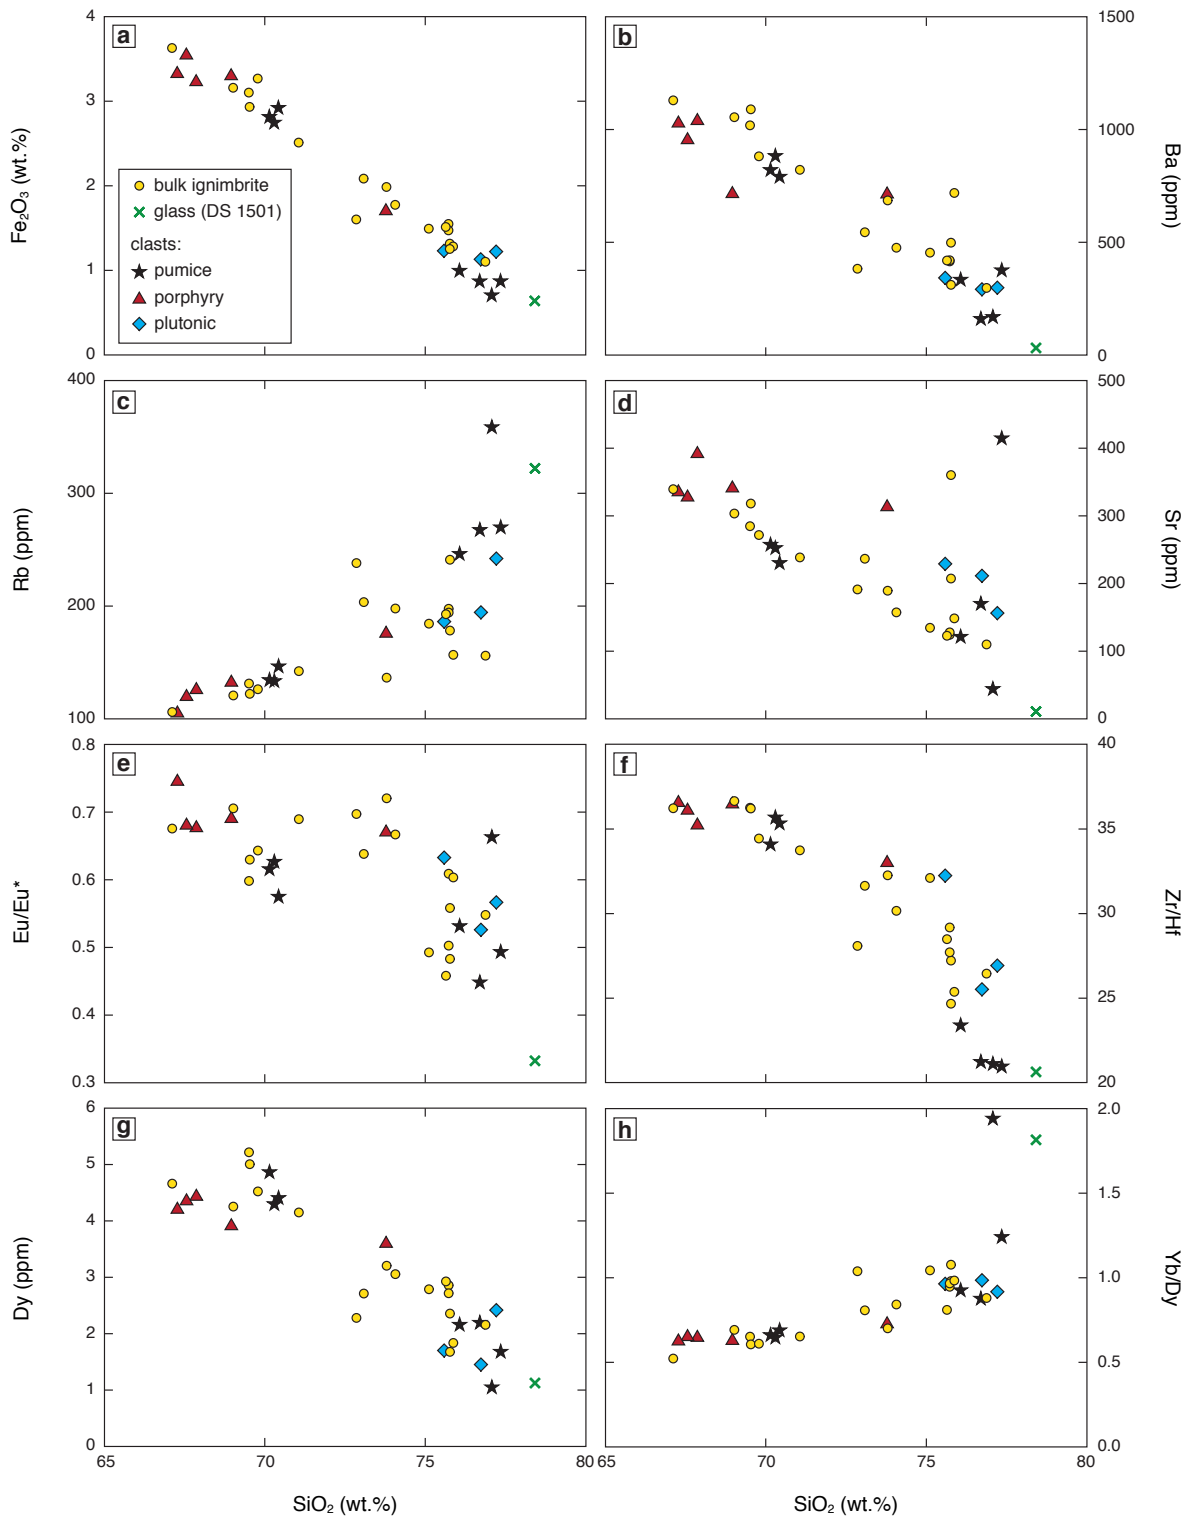 a
4
3
2
1
0
Fe₂O₃ (wt.%)
bulk ignimbrite
glass (DS 1501)
clasts:
pumice
porphyry
plutonic
b
1500
1000
500
0
Ba (ppm)
c
400
300
200
100
Rb (ppm)
d
500
400
300
200
100
0
Sr (ppm)
e
0.8
0.7
0.6
0.5
0.4
0.3
Eu/Eu*
f
40
35
30
25
20
Zr/Hf
g
6
5
4
3
2
1
0
Dy (ppm)
65 70 75 80
SiO₂ (wt.%)
h
2.0
1.5
1.0
0.5
0.0
Yb/Dy
65 70 75 80
SiO₂ (wt.%)